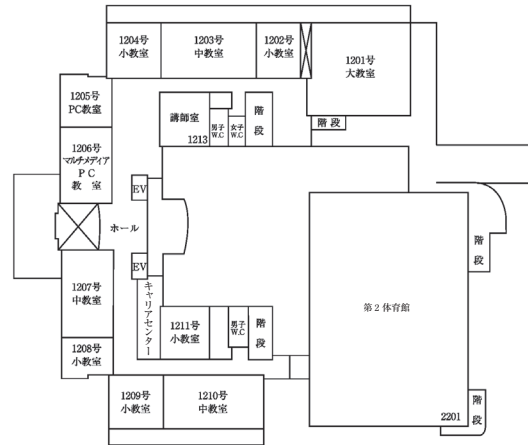 1204号
小教室
1203号
中教室
1202号
小教室
1201号
大教室
1205号
PC教室
講師室
1213
男子
W.C
女子
W.C
階
段
階段
1206号
マルチメディア
PC
教室
EV
ホール
EV
階
段
1207号
中教室
キャリアセンター
1211号
小教室
男子
W.C
階
段
第2体育館
1208号
小教室
1209号
小教室
1210号
中教室
2201
階
段